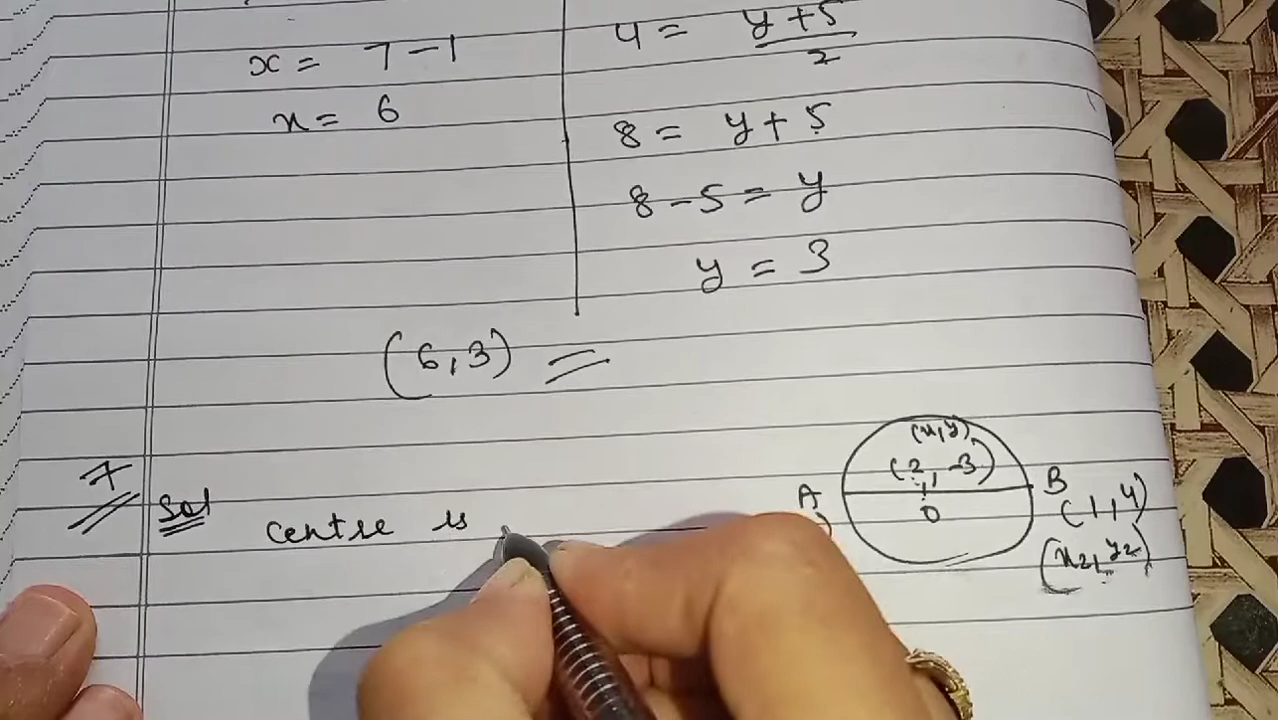 x = 7 - 1
x = 6
4 = y + 5 / 2
8 = y + 5
8 - 5 = y
y = 3
(6, 3)
7
Sol
centre is
(x, y)
(2, -3)
A
O
B
(1, 4)
(x2, y2)